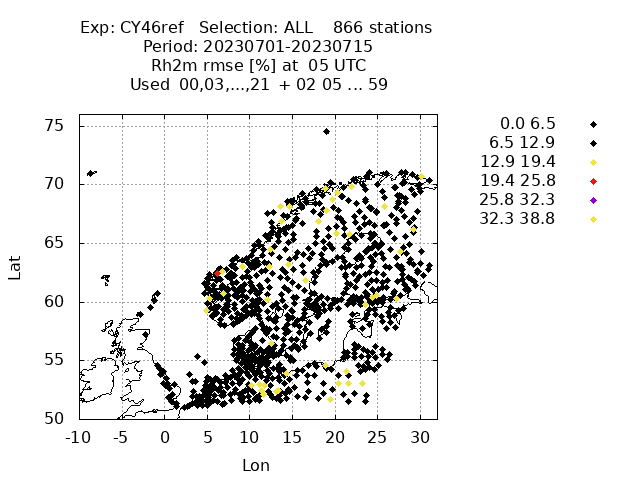 Exp: CY46ref   Selection: ALL    866 stations
Period: 20230701-20230715
Rh2m rmse [%] at  05 UTC
Used  00,03,...,21  + 02 05 ... 59
0.0 6.5
6.5 12.9
12.9 19.4
19.4 25.8
25.8 32.3
32.3 38.8
75
70
65
60
55
50
Lat
-10 -5 0 5 10 15 20 25 30
Lon